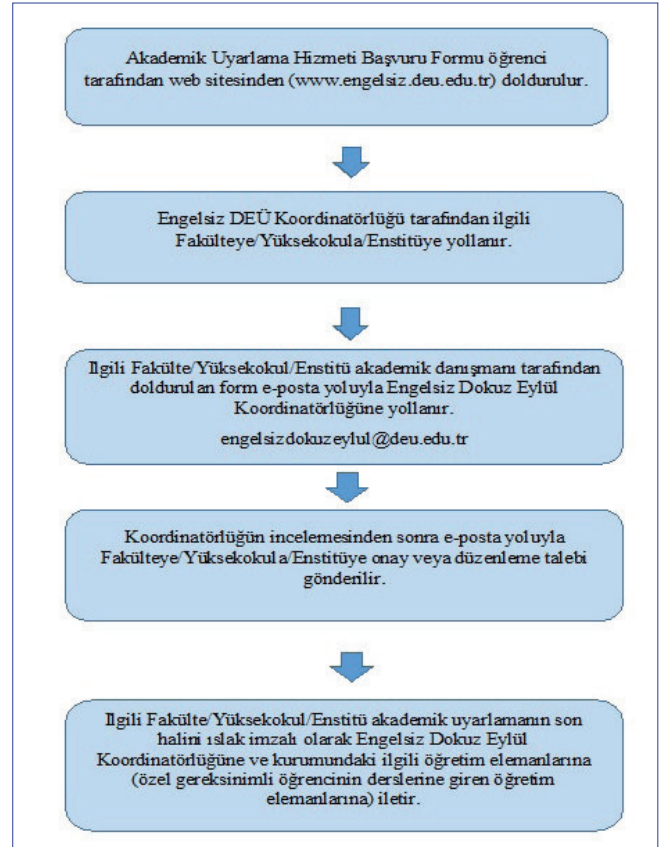 Akademik Uyarlama Hizmeti Başvuru Formu öğrenci
tarafından web sitesinden (www.engelsiz.deu.edu.tr) doldurulur.
Engelsiz DEÜ Koordinatörlüğü tarafından ilgili
Fakülteye/Yüksekokula/Enstitüye yollanır.
Ilgili Fakülte/Yüksekokul/Enstitü akademik danışmanı tarafından
doldurulan form e-posta yoluyla Engelsiz Dokuz Eylül
Koordinatörlüğüne yollanır.
engelsizdokuzeylul@deu.edu.tr
Koordinatörlüğün incelemesinden sonra e-posta yoluyla
Fakülteye/Yüksekokula/Enstitüye onay veya düzenleme talebi
gönderilir.
Ilgili Fakülte/Yüksekokul/Enstitü akademik uyarlamanın son
halini ıslak imzalı olarak Engelsiz Dokuz Eylül
Koordinatörlüğüne ve kurumundaki ilgili öğretim elemanlarına
(özel gereksinimli öğrencinin derslerine giren öğretim
elemanlarına) iletir.